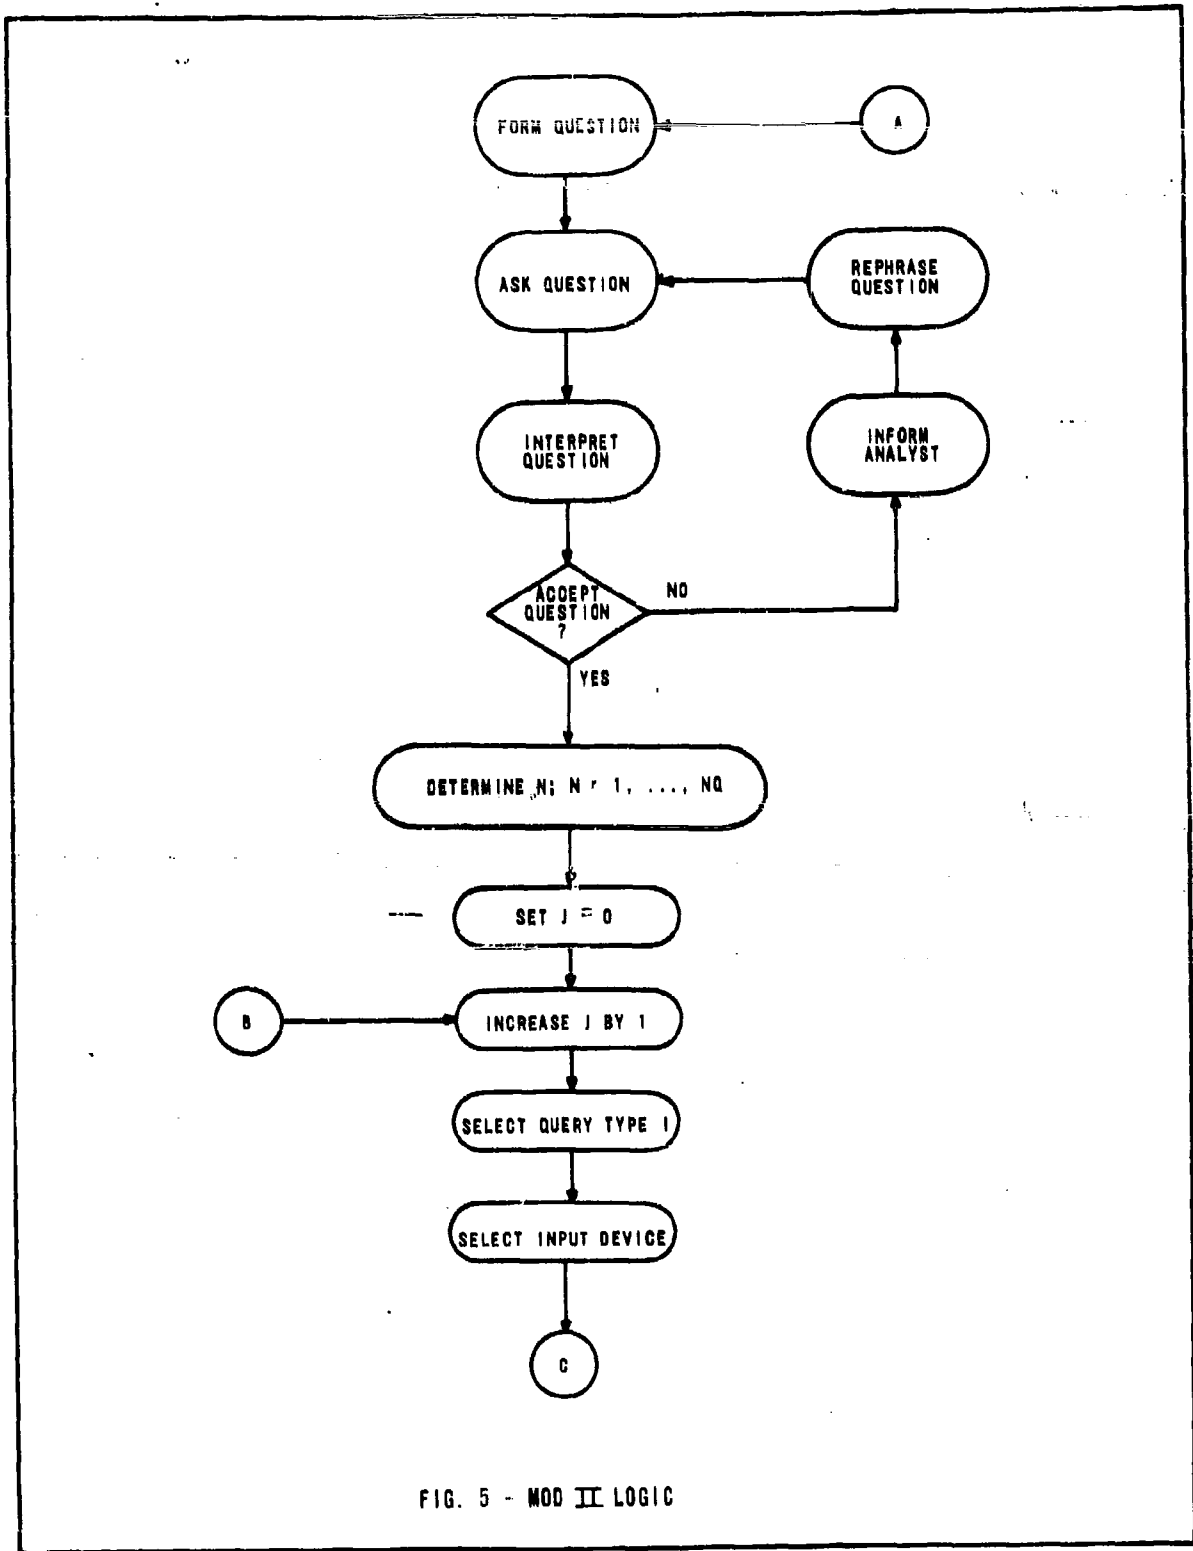 FORM QUESTION
A
ASK QUESTION
REPHRASE
QUESTION
INTERPRET
QUESTION
INFORM
ANALYST
ACCEPT
QUESTION
?
NO
YES
DETERMINE N; N = 1, ..., NQ
SET J = 0
B
INCREASE J BY 1
SELECT QUERY TYPE I
SELECT INPUT DEVICE
C
FIG. 5 - MOD II LOGIC